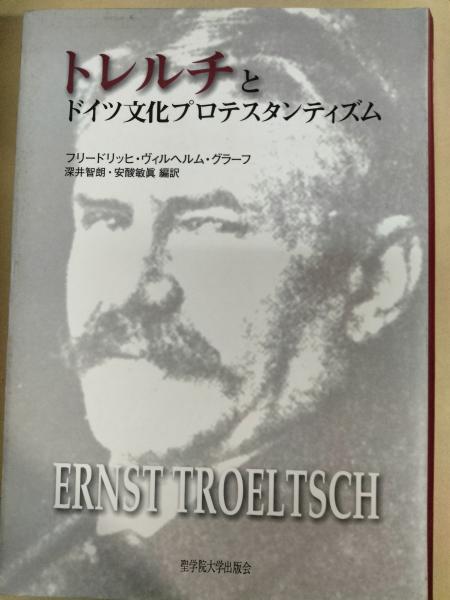 トレルチと
ドイツ文化プロテスタンティズム
フリードリッヒ・ヴィルヘルム・グラーフ
深井智朗・安酸敏眞 編訳
ERNST TROELTSCH
聖学院大学出版会